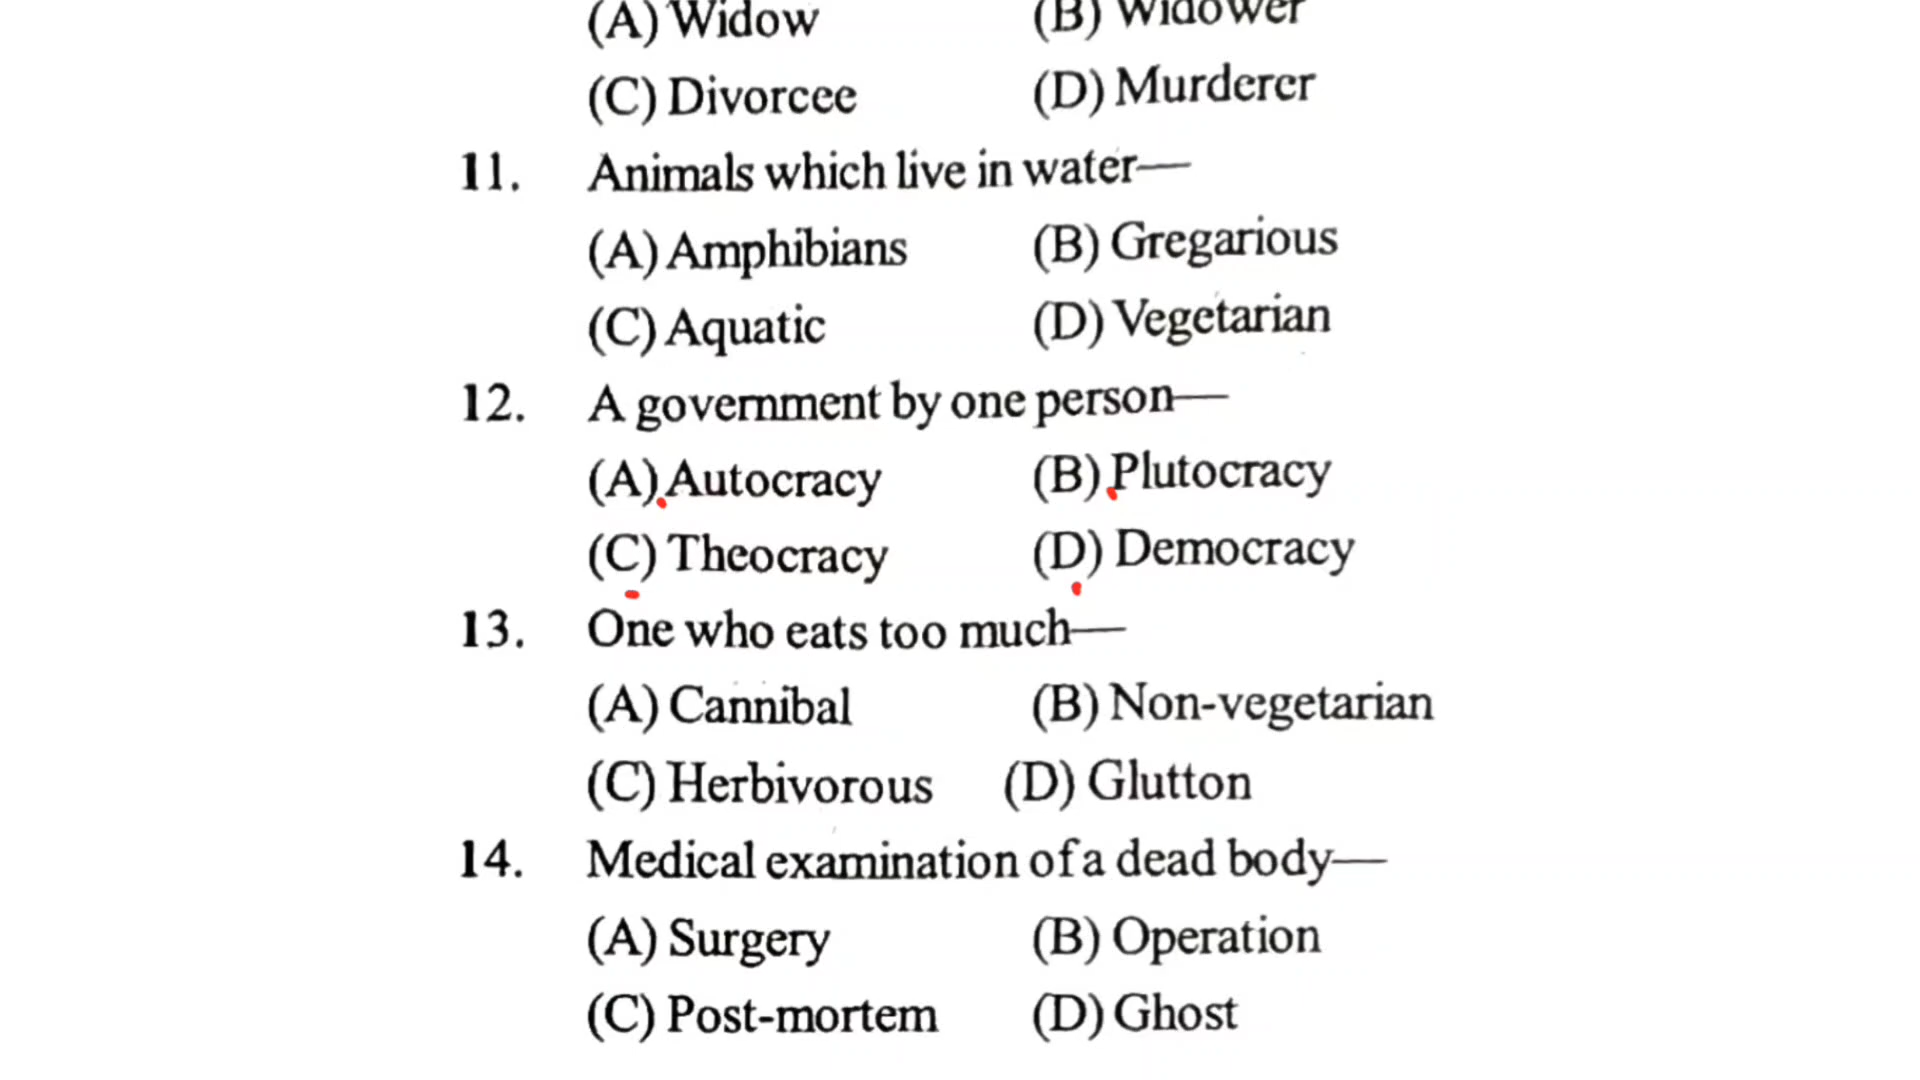 (A) Widow (B) Widower
(C) Divorcee (D) Murderer
11. Animals which live in water—
(A) Amphibians (B) Gregarious
(C) Aquatic (D) Vegetarian
12. A government by one person—
(A) Autocracy (B) Plutocracy
(C) Theocracy (D) Democracy
13. One who eats too much—
(A) Cannibal (B) Non-vegetarian
(C) Herbivorous (D) Glutton
14. Medical examination of a dead body—
(A) Surgery (B) Operation
(C) Post-mortem (D) Ghost